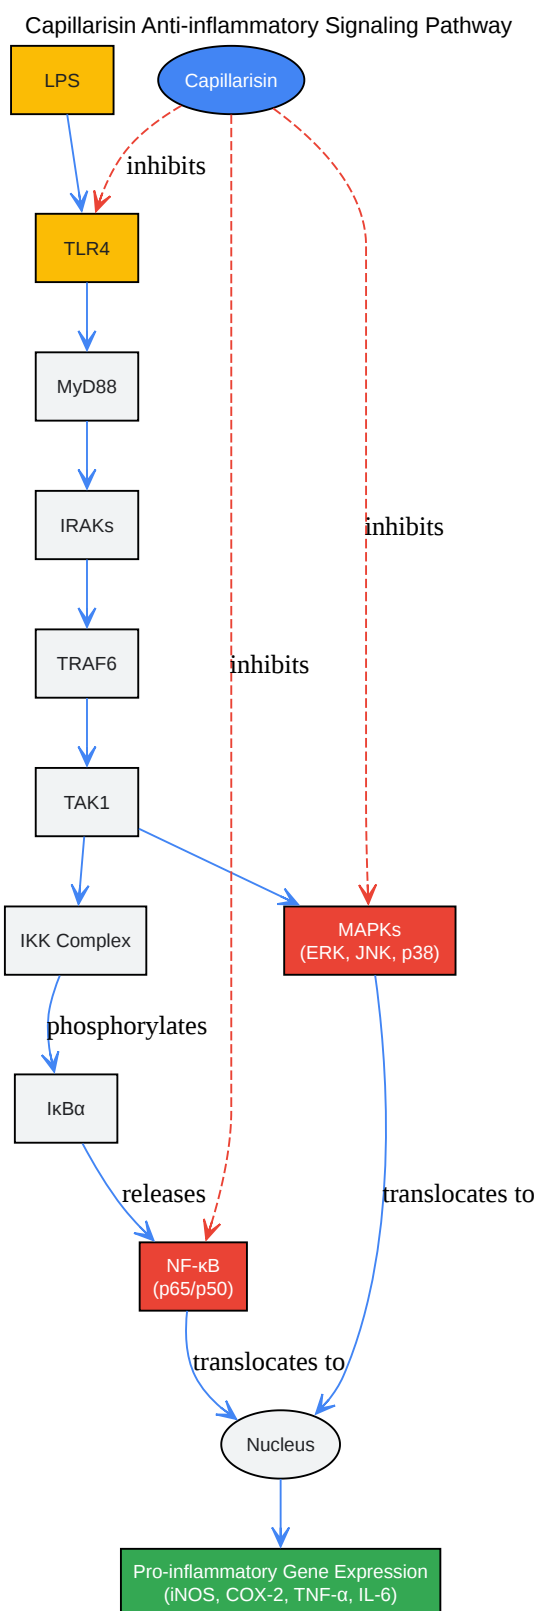 Capillarisin Anti-inflammatory Signaling Pathway
LPS
Capillarisin
inhibits
TLR4
MyD88
IRAKs
inhibits
TRAF6
inhibits
TAK1
IKK Complex
MAPKs
(ERK, JNK, p38)
phosphorylates
IκBα
releases
translocates to
NF-κB
(p65/p50)
translocates to
Nucleus
Pro-inflammatory Gene Expression
(iNOS, COX-2, TNF-α, IL-6)